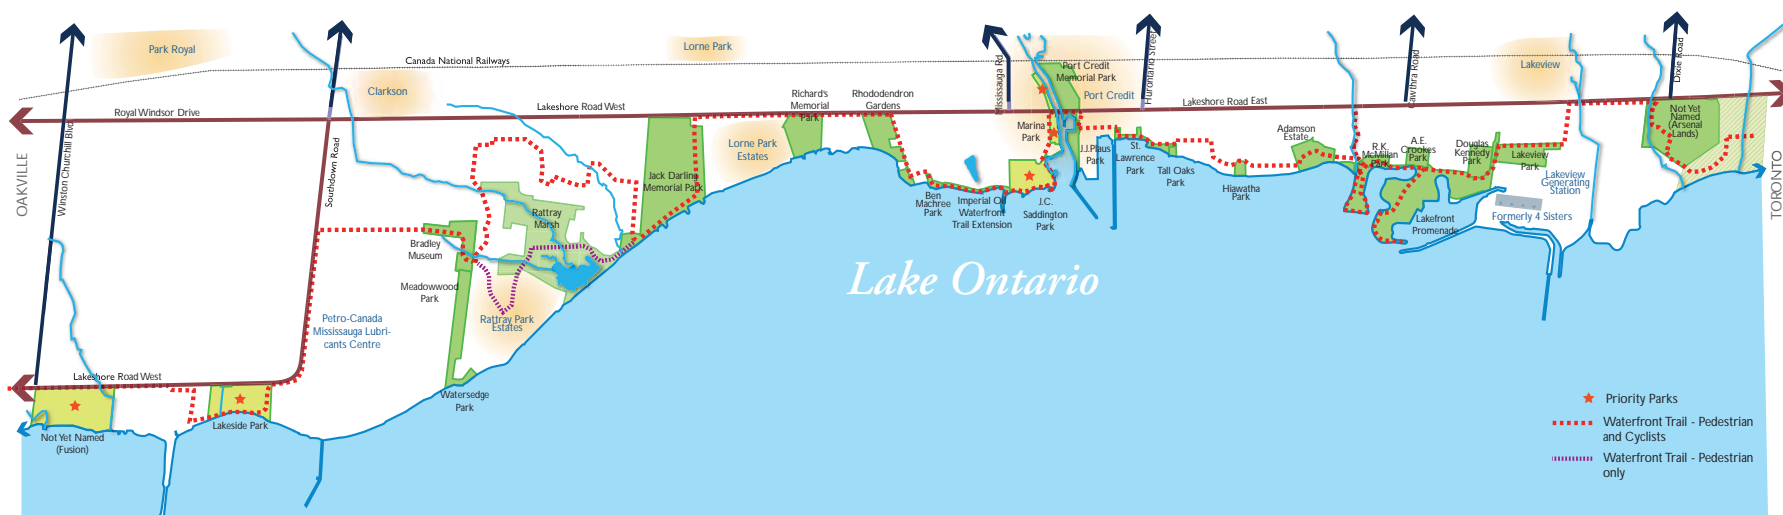 Park Royal
Lorne Park
Canada National Railways
Clarkson
Royal Windsor Drive
Lakeshore Road West
Richard's
Memorial
Park
Rhododendron
Gardens
Mississauga Rd
Port Credit
Memorial Park
Port Credit
Hurontario Street
Lakeshore Road East
Cawthra Road
Lakeview
Dixie Road
OAKVILLE
Winston Churchill Blvd
Southdown Road
Lorne Park
Estates
Jack Darling
Memorial Park
Rattray
Marsh
Bradley
Museum
Meadowwood
Park
Rattray Park
Estates
Petro-Canada
Mississauga Lubri-
cants Centre
Lakeshore Road West
Watersedge
Park
Not Yet Named
(Fusion)
Lakeside Park
Marina
Park
J.J.Plaus
Park
St.
Lawrence
Park
Tall Oaks
Park
Ben
Machree
Park
Imperial Oil
Waterfront
Trail Extension
J.C.
Saddington
Park
Hiawatha
Park
Adamson
Estate
R.K.
McMillan
Park
A.E.
Crookes
Park
Douglas
Kennedy
Park
Lakeview
Park
Lakeview
Generating
Station
Formerly 4 Sisters
Lakefront
Promenade
Not Yet
Named
(Arsenal
Lands)
TORONTO
Lake Ontario
Priority Parks
Waterfront Trail - Pedestrian
and Cyclists
Waterfront Trail - Pedestrian
only